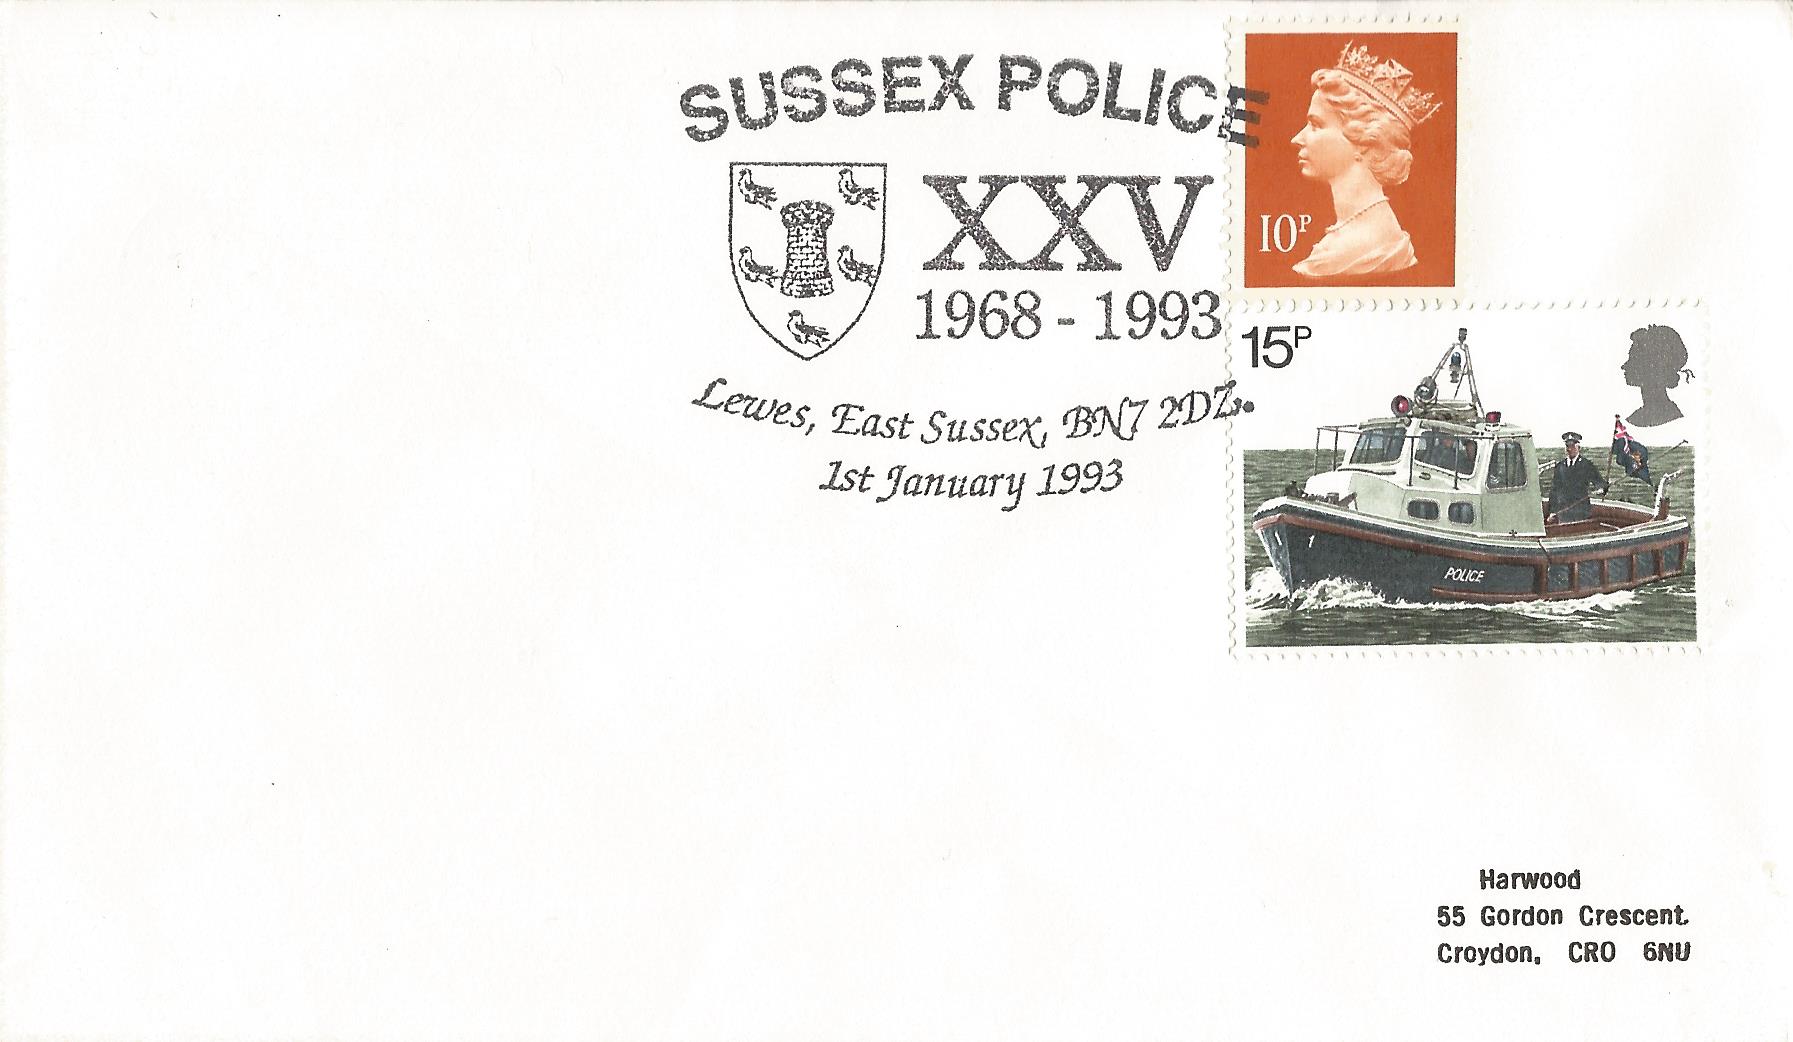 SUSSEX POLICE
XXV
1968 - 1993
Lewes, East Sussex, BN7 2DZ.
1st January 1993
10P
15P
1
POLICE
Harwood
55 Gordon Crescent.
Croydon, CR0 6NU